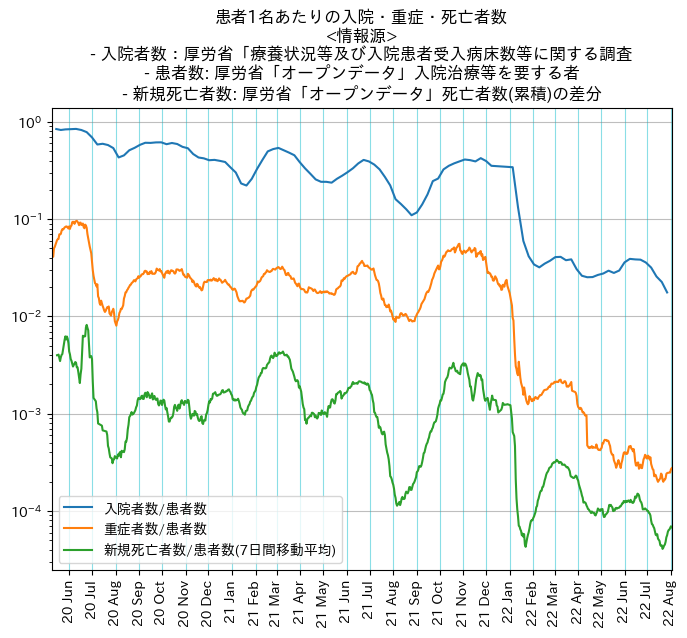 患者1名あたりの入院・重症・死亡者数
<情報源>
- 入院者数：厚労省「療養状況等及び入院患者受入病床数等に関する調査
- 患者数: 厚労省「オープンデータ」入院治療等を要する者
- 新規死亡者数: 厚労省「オープンデータ」死亡者数(累積)の差分
10⁰
10⁻¹
10⁻²
10⁻³
10⁻⁴
入院者数/患者数
重症者数/患者数
新規死亡者数/患者数(7日間移動平均)
20 Jun
20 Jul
20 Aug
20 Sep
20 Oct
20 Nov
20 Dec
21 Jan
21 Feb
21 Mar
21 Apr
21 May
21 Jun
21 Jul
21 Aug
21 Sep
21 Oct
21 Nov
21 Dec
22 Jan
22 Feb
22 Mar
22 Apr
22 May
22 Jun
22 Jul
22 Aug